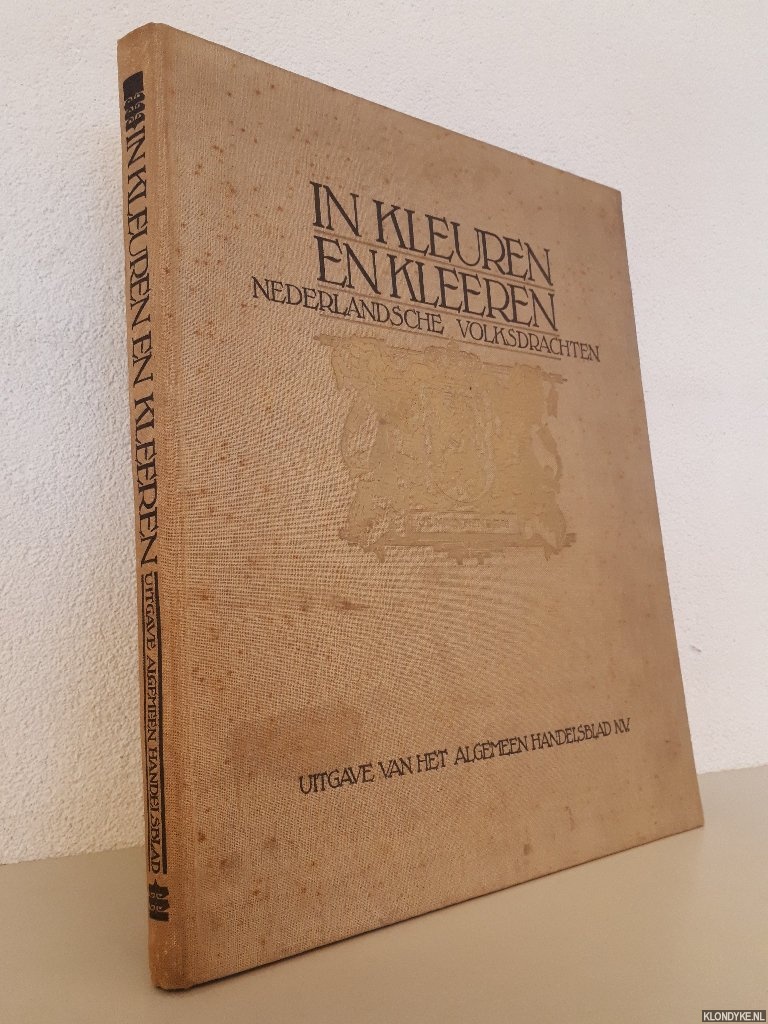 IN KLEUREN EN KLEEREN
UITGAVE ALGEMEEN HANDELSBLAD
IN KLEUREN
EN KLEEREN
NEDERLANDSCHE VOLKSDRACHTEN
UITGAVE VAN HET ALGEMEEN HANDELSBLAD N.V.
KLONDYKE.NL